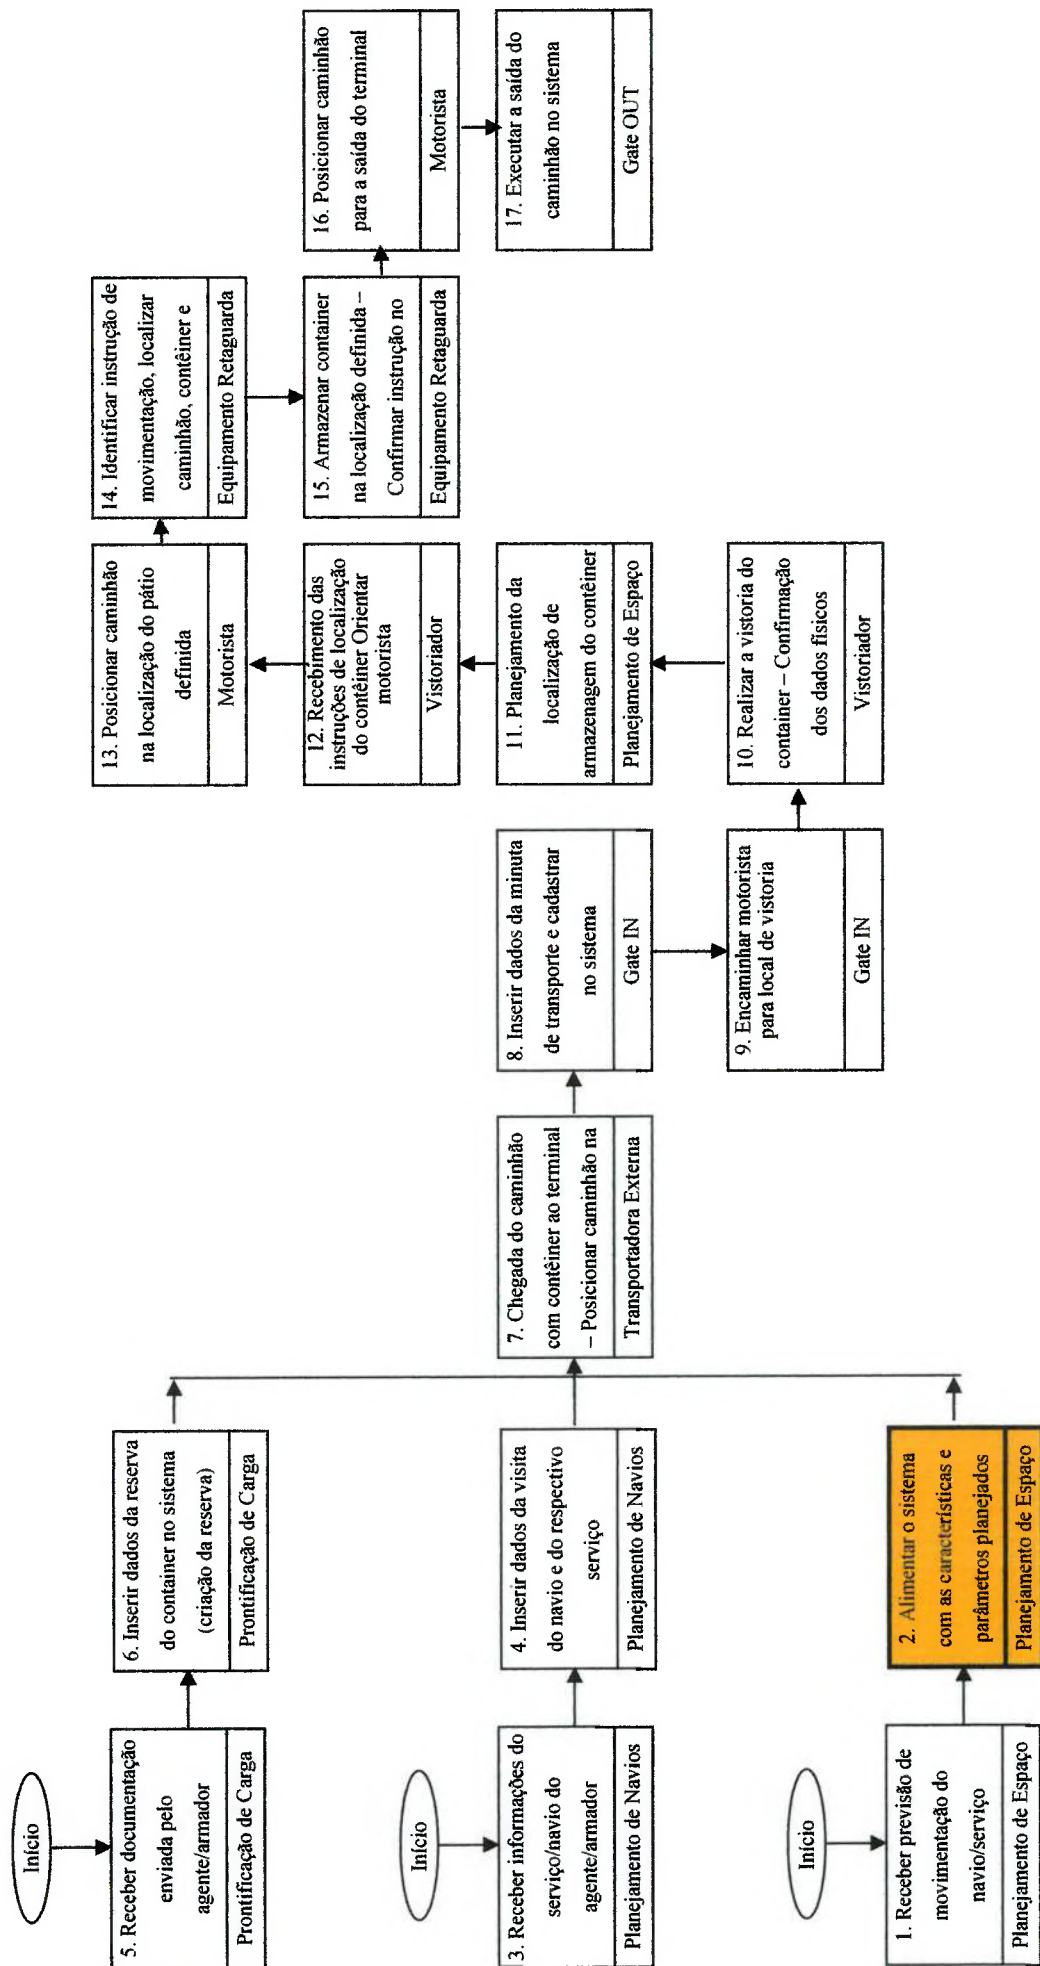 Início
5. Receber documentação
enviada pelo
agente/armador
Prontificação de Carga
6. Inserir dados da reserva
do container no sistema
(criação da reserva)
Prontificação de Carga
Início
3. Receber informações do
serviço/navio do
agente/armador
Planejamento de Navios
4. Inserir dados da visita
do navio e do respectivo
serviço
Planejamento de Navios
Início
1. Receber previsão de
movimentação do
navio/serviço
Planejamento de Espaço
2. Alimentar o sistema
com as características e
parâmetros planejados
Planejamento de Espaço
7. Chegada do caminhão
com contêiner ao terminal
– Posicionar caminhão na
Transportadora Externa
8. Inserir dados da minuta
de transporte e cadastrar
no sistema
Gate IN
9. Encaminhar motorista
para local de vistoria
Gate IN
10. Realizar a vistoria do
container – Confirmação
dos dados físicos
Vistoriador
11. Planejamento da
localização de
armazenagem do contêiner
Planejamento de Espaço
12. Recebimento das
instruções de localização
do contêiner Orientar
motorista
Vistoriador
13. Posicionar caminhão
na localização do pátio
definida
Motorista
14. Identificar instrução de
movimentação, localizar
caminhão, contêiner e
Equipamento Retaguarda
15. Armazenar container
na localização definida –
Confirmar instrução no
Equipamento Retaguarda
16. Posicionar caminhão
para a saída do terminal
Motorista
17. Executar a saída do
caminhão no sistema
Gate OUT